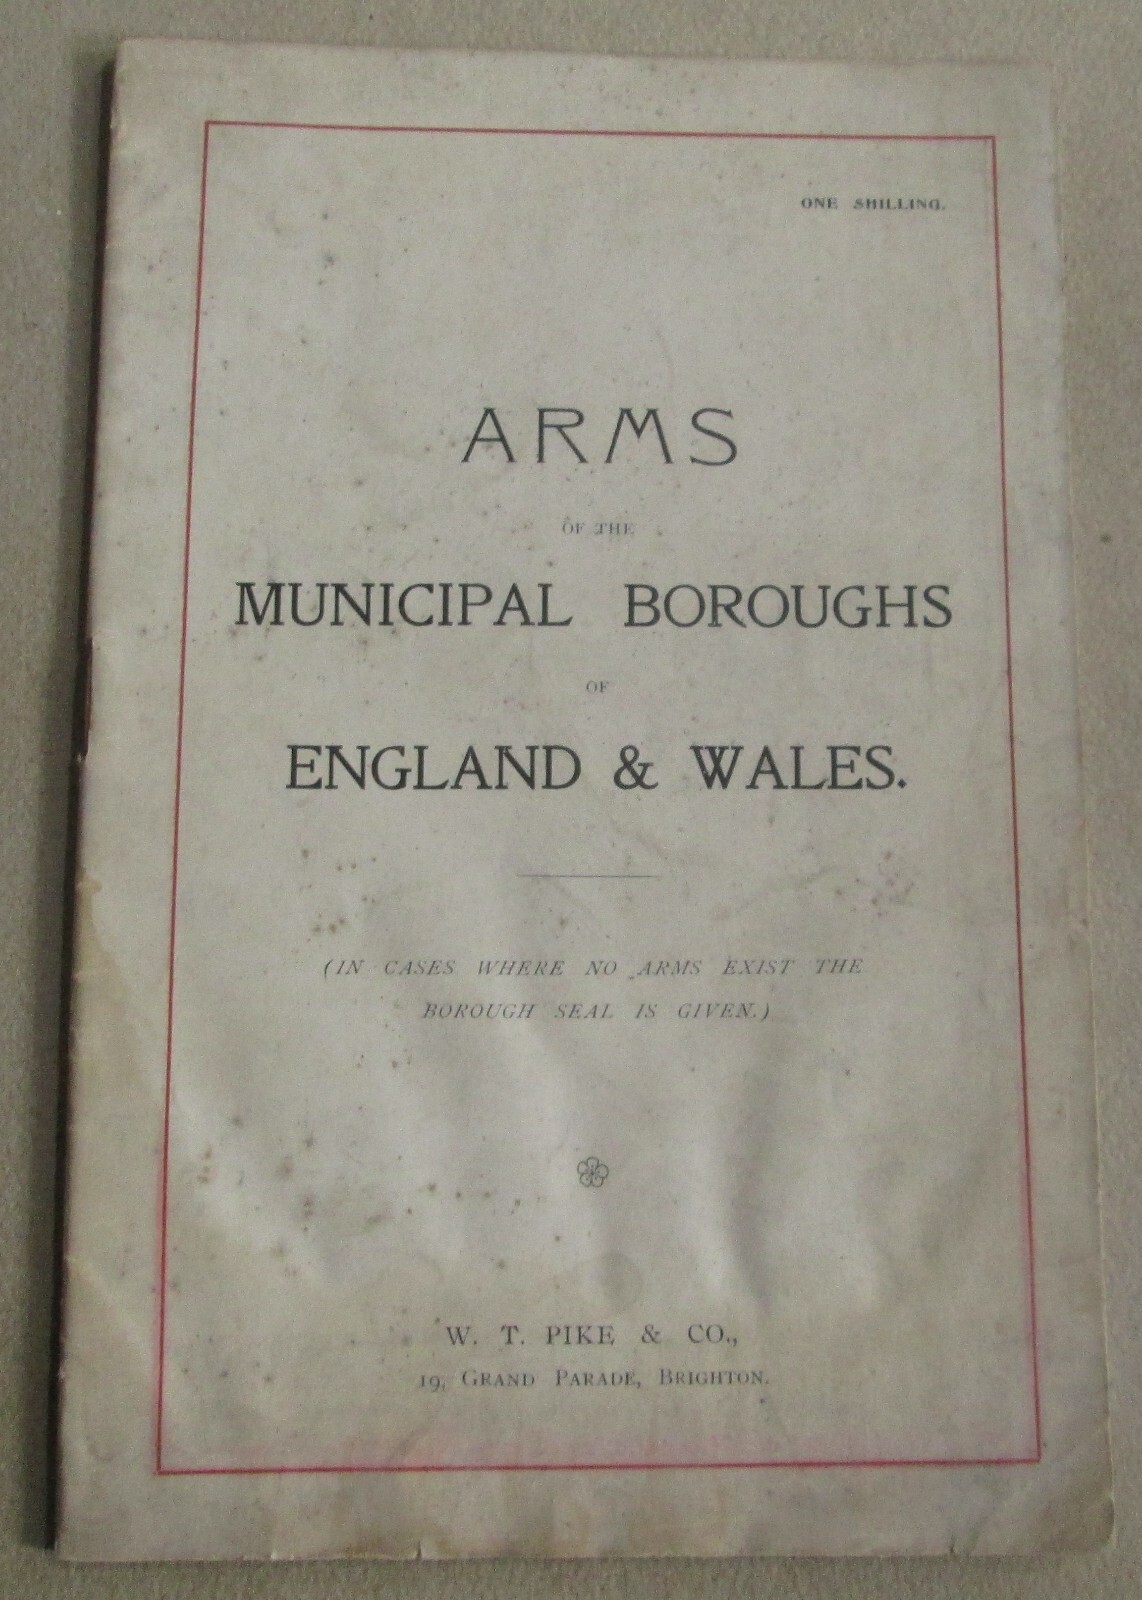 ONE SHILLING.
ARMS
OF THE
MUNICIPAL BOROUGHS
OF
ENGLAND & WALES.
(IN CASES WHERE NO ARMS EXIST THE
BOROUGH SEAL IS GIVEN.)
W. T. PIKE & CO.,
19, GRAND PARADE, BRIGHTON.